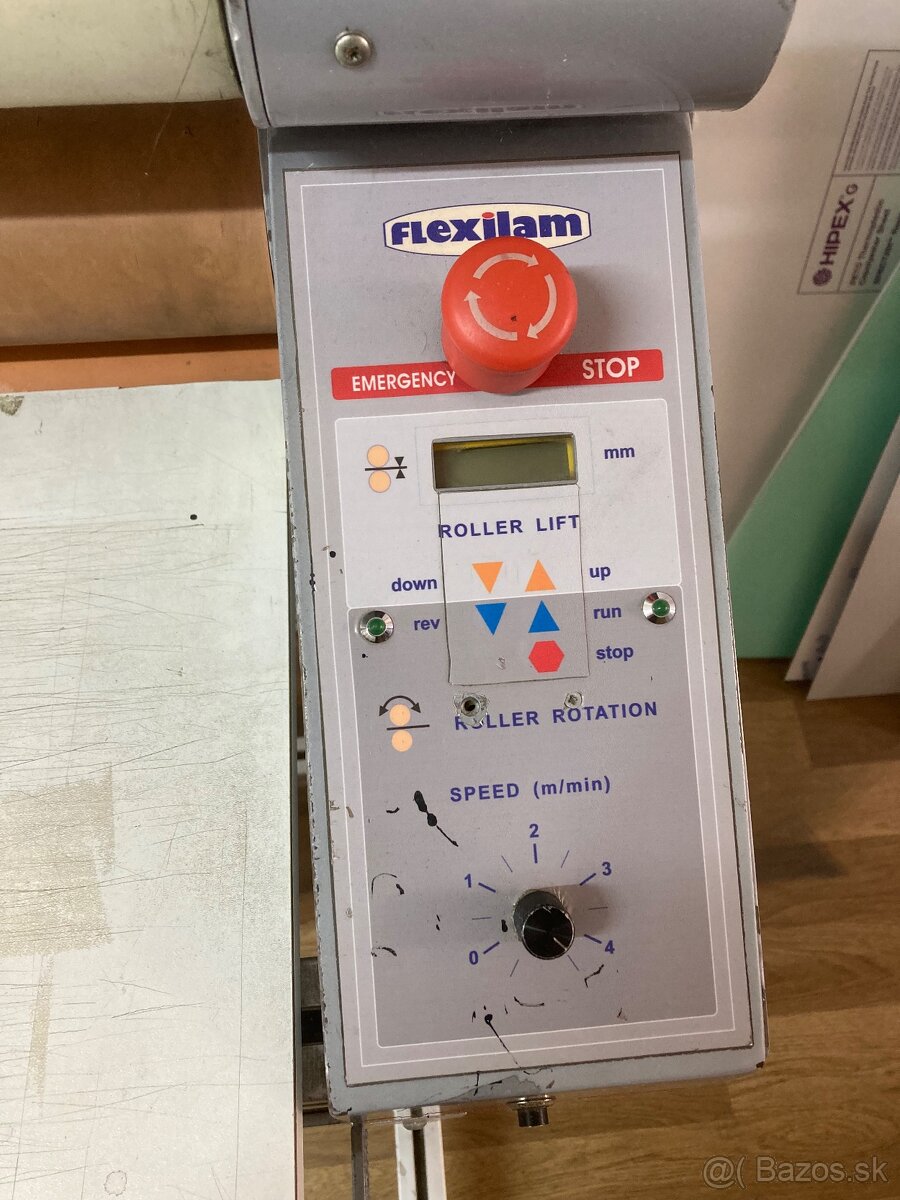 FLexilam
EMERGENCY STOP
mm
ROLLER LIFT
down up
rev run
stop
ROLLER ROTATION
SPEED (m/min)
0 1 2 3 4
HIPEX G
@( Bazos.sk